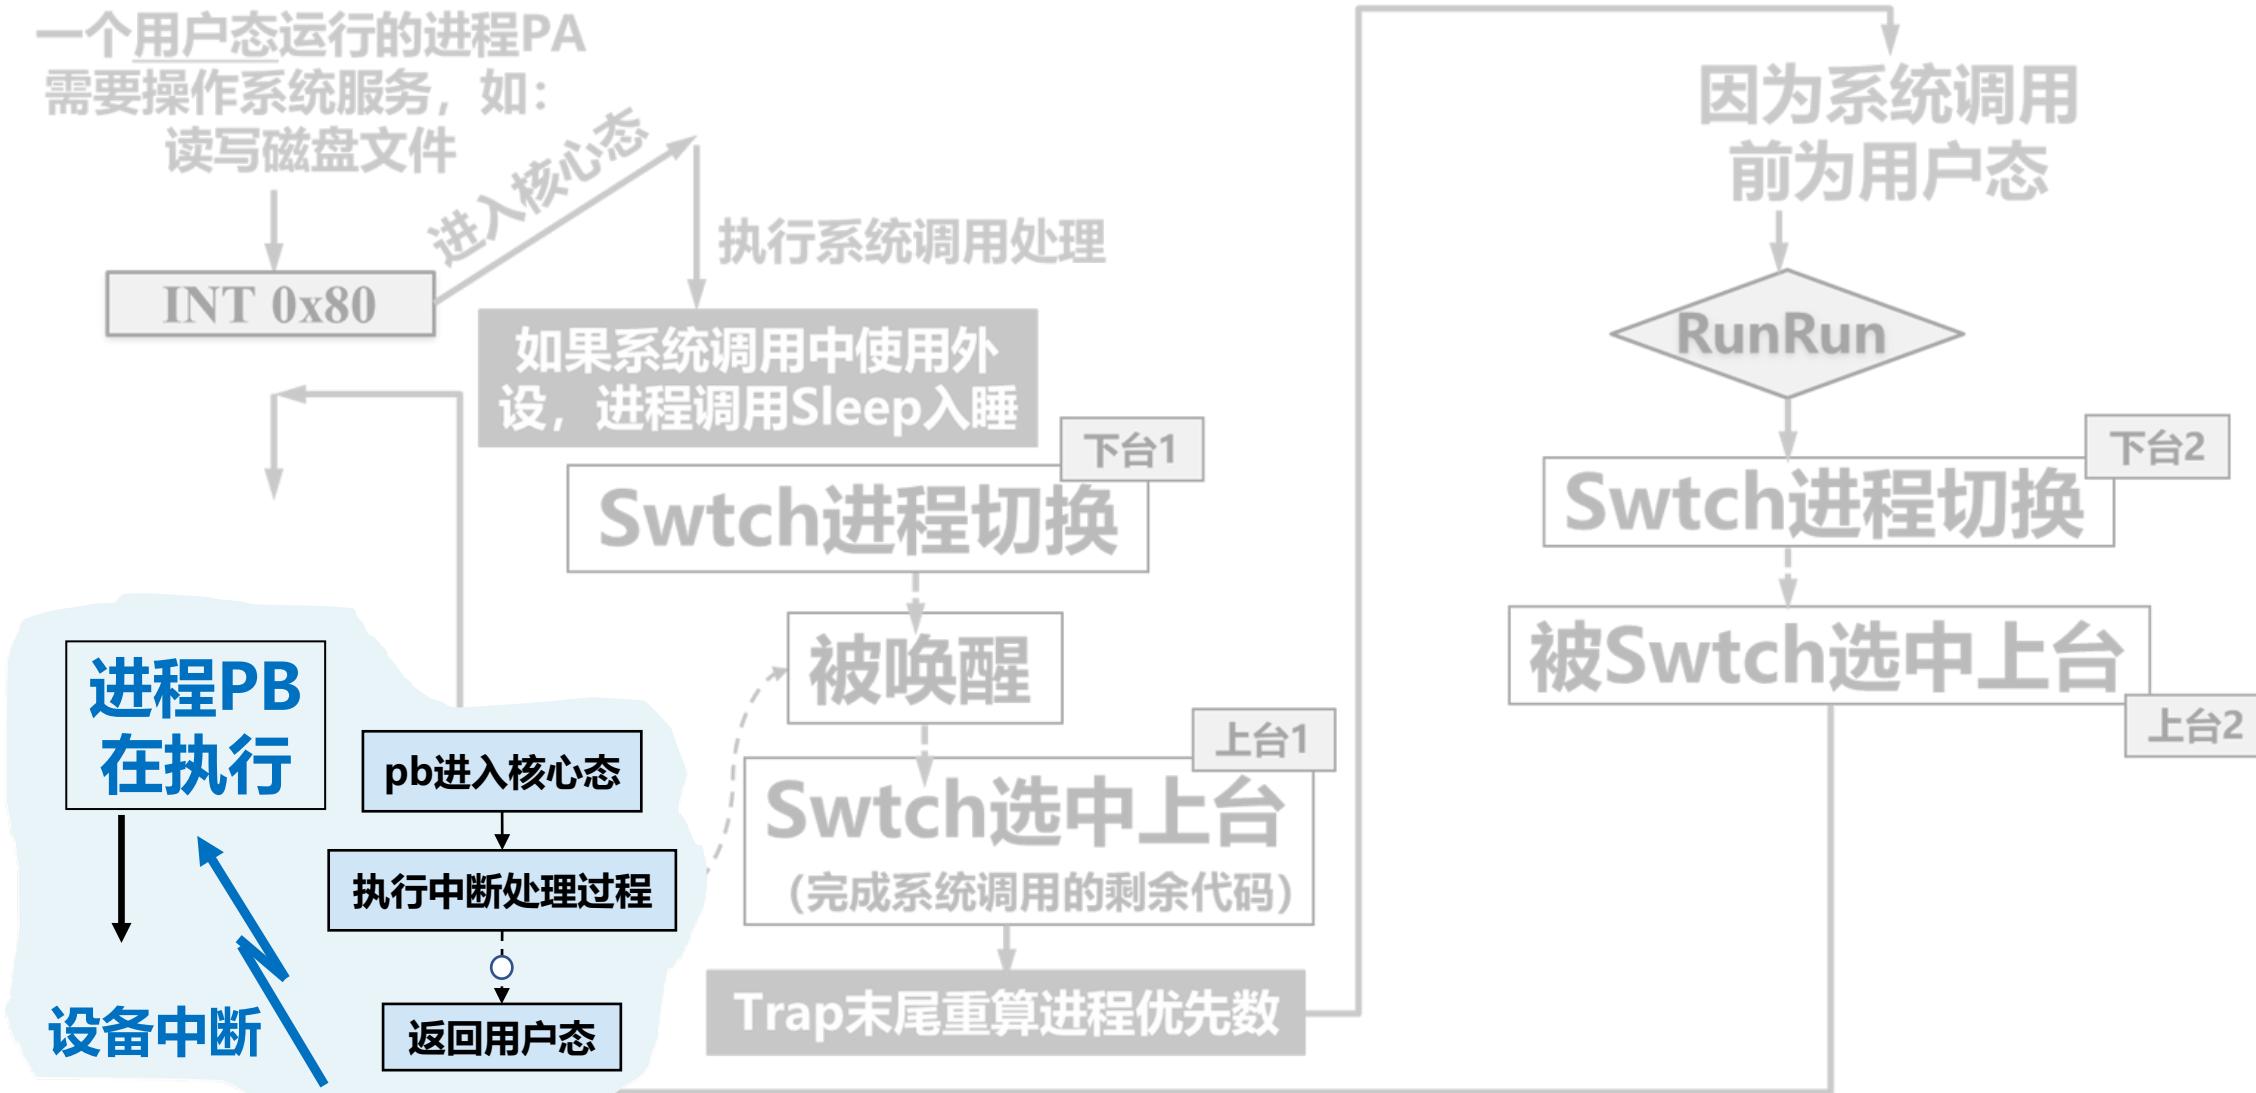 一个用户态运行的进程PA
需要操作系统服务，如：
读写磁盘文件
进入核心态
INT 0x80
执行系统调用处理
如果系统调用中使用外
设，进程调用Sleep入睡
下台1
Swtch进程切换
被唤醒
上台1
Swtch选中上台
（完成系统调用的剩余代码）
Trap末尾重算进程优先数
因为系统调用
前为用户态
RunRun
下台2
Swtch进程切换
被Swtch选中上台
上台2
进程PB
在执行
设备中断
pb进入核心态
执行中断处理过程
返回用户态